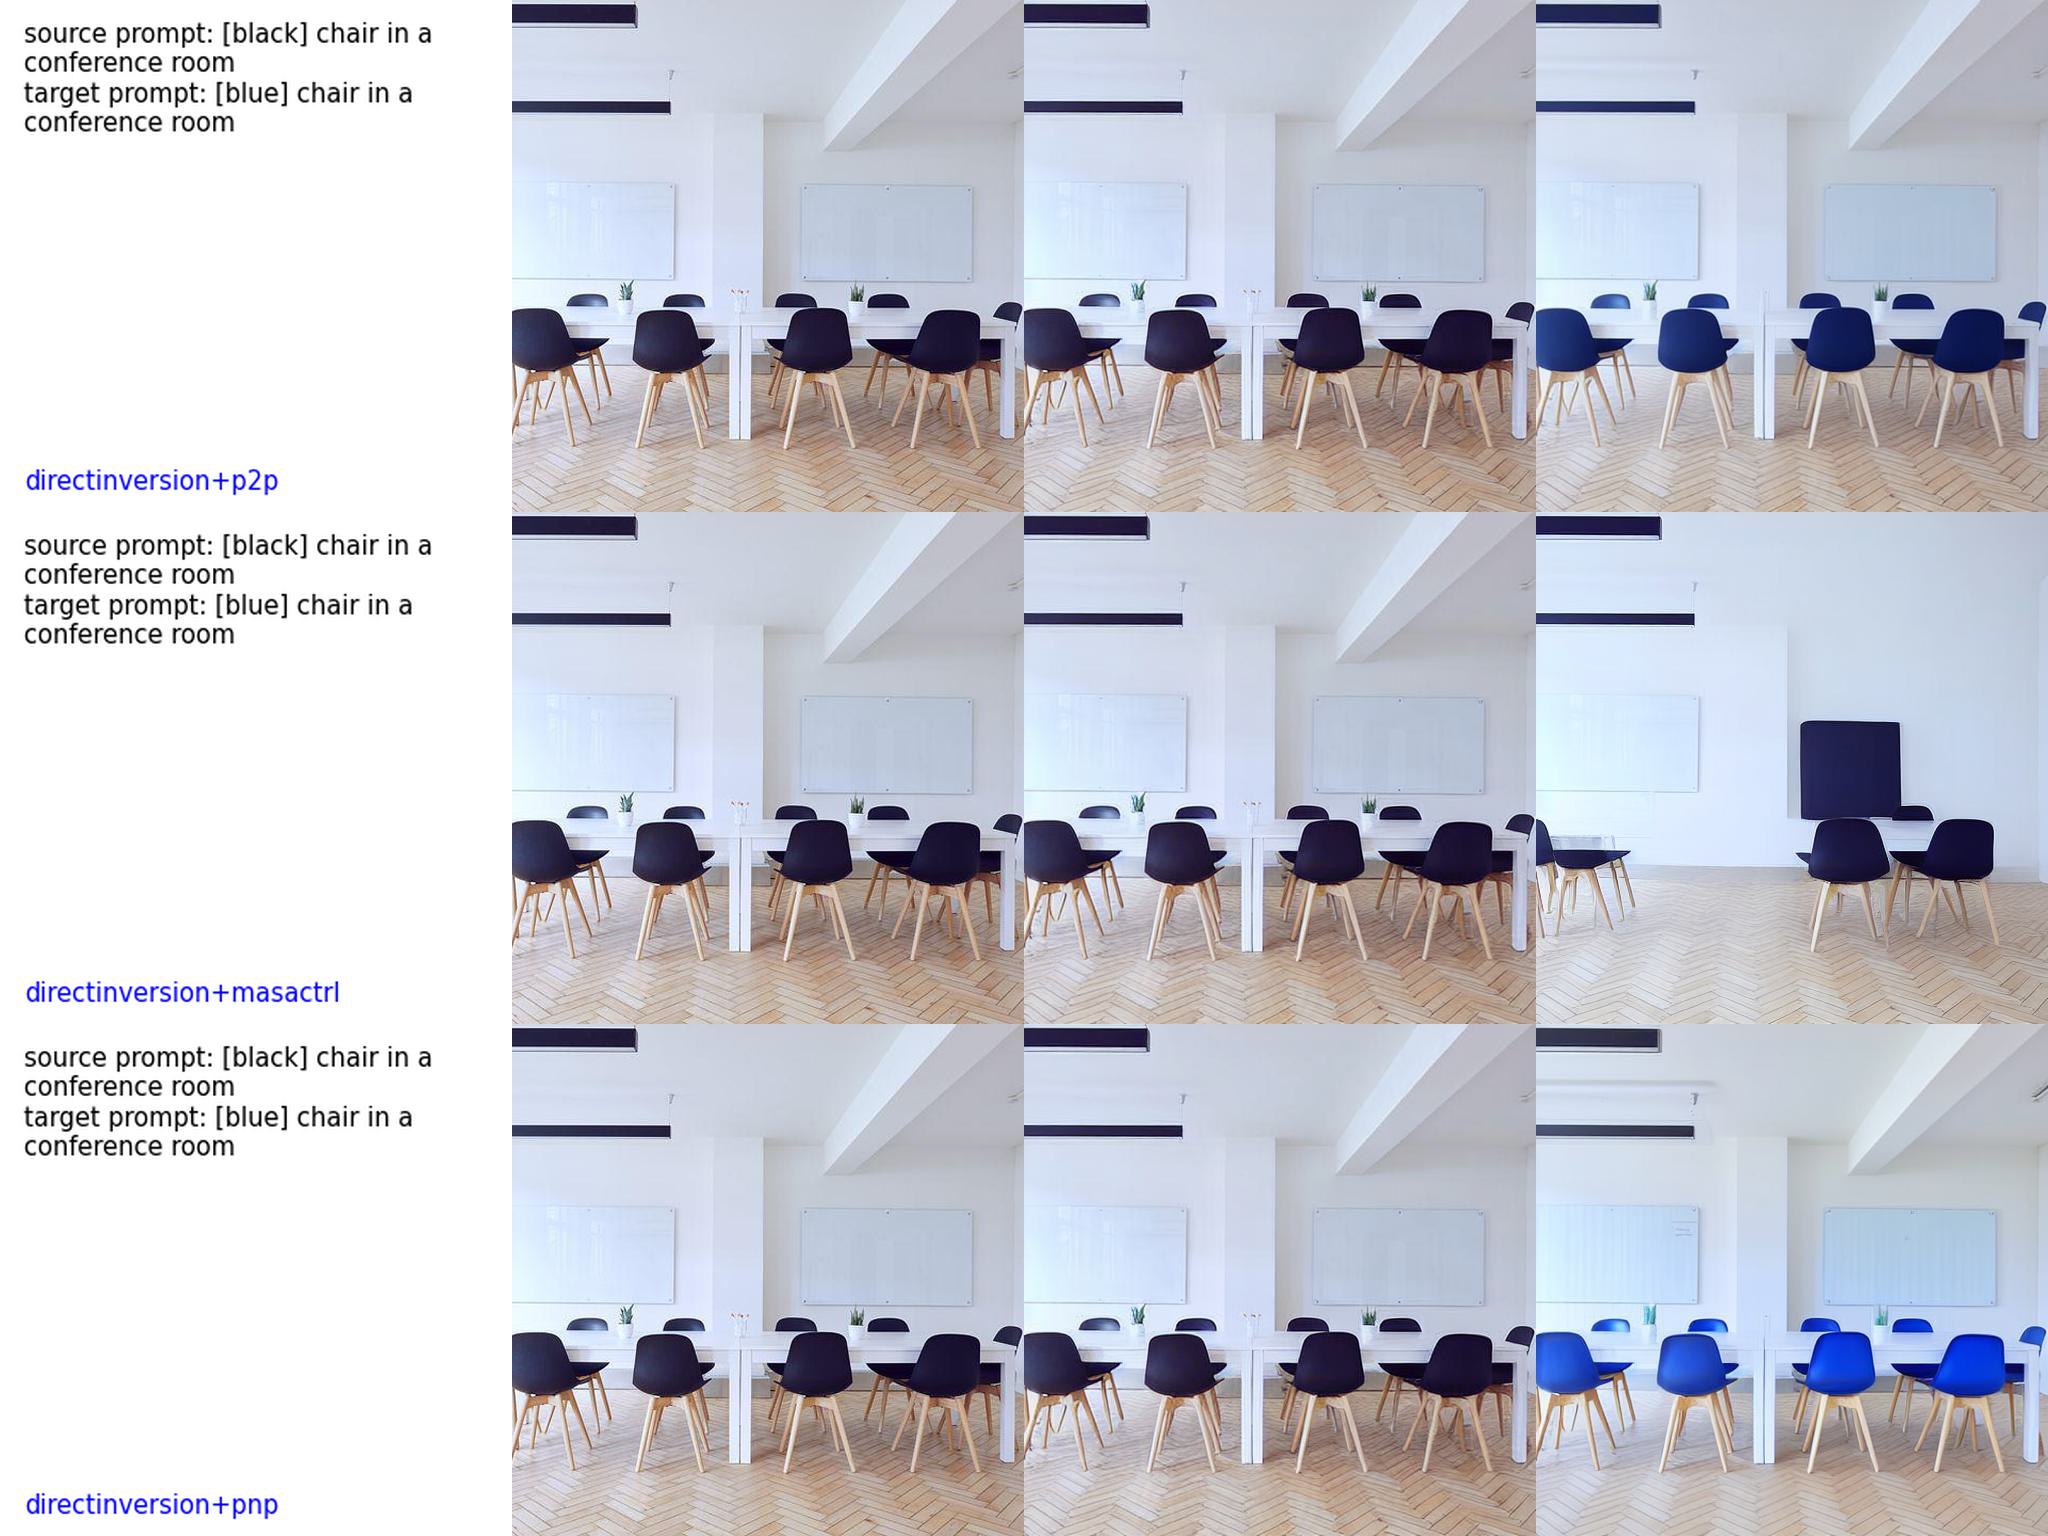 source prompt: [black] chair in a
conference room
target prompt: [blue] chair in a
conference room
directinversion+p2p
source prompt: [black] chair in a
conference room
target prompt: [blue] chair in a
conference room
directinversion+masactrl
source prompt: [black] chair in a
conference room
target prompt: [blue] chair in a
conference room
directinversion+pnp